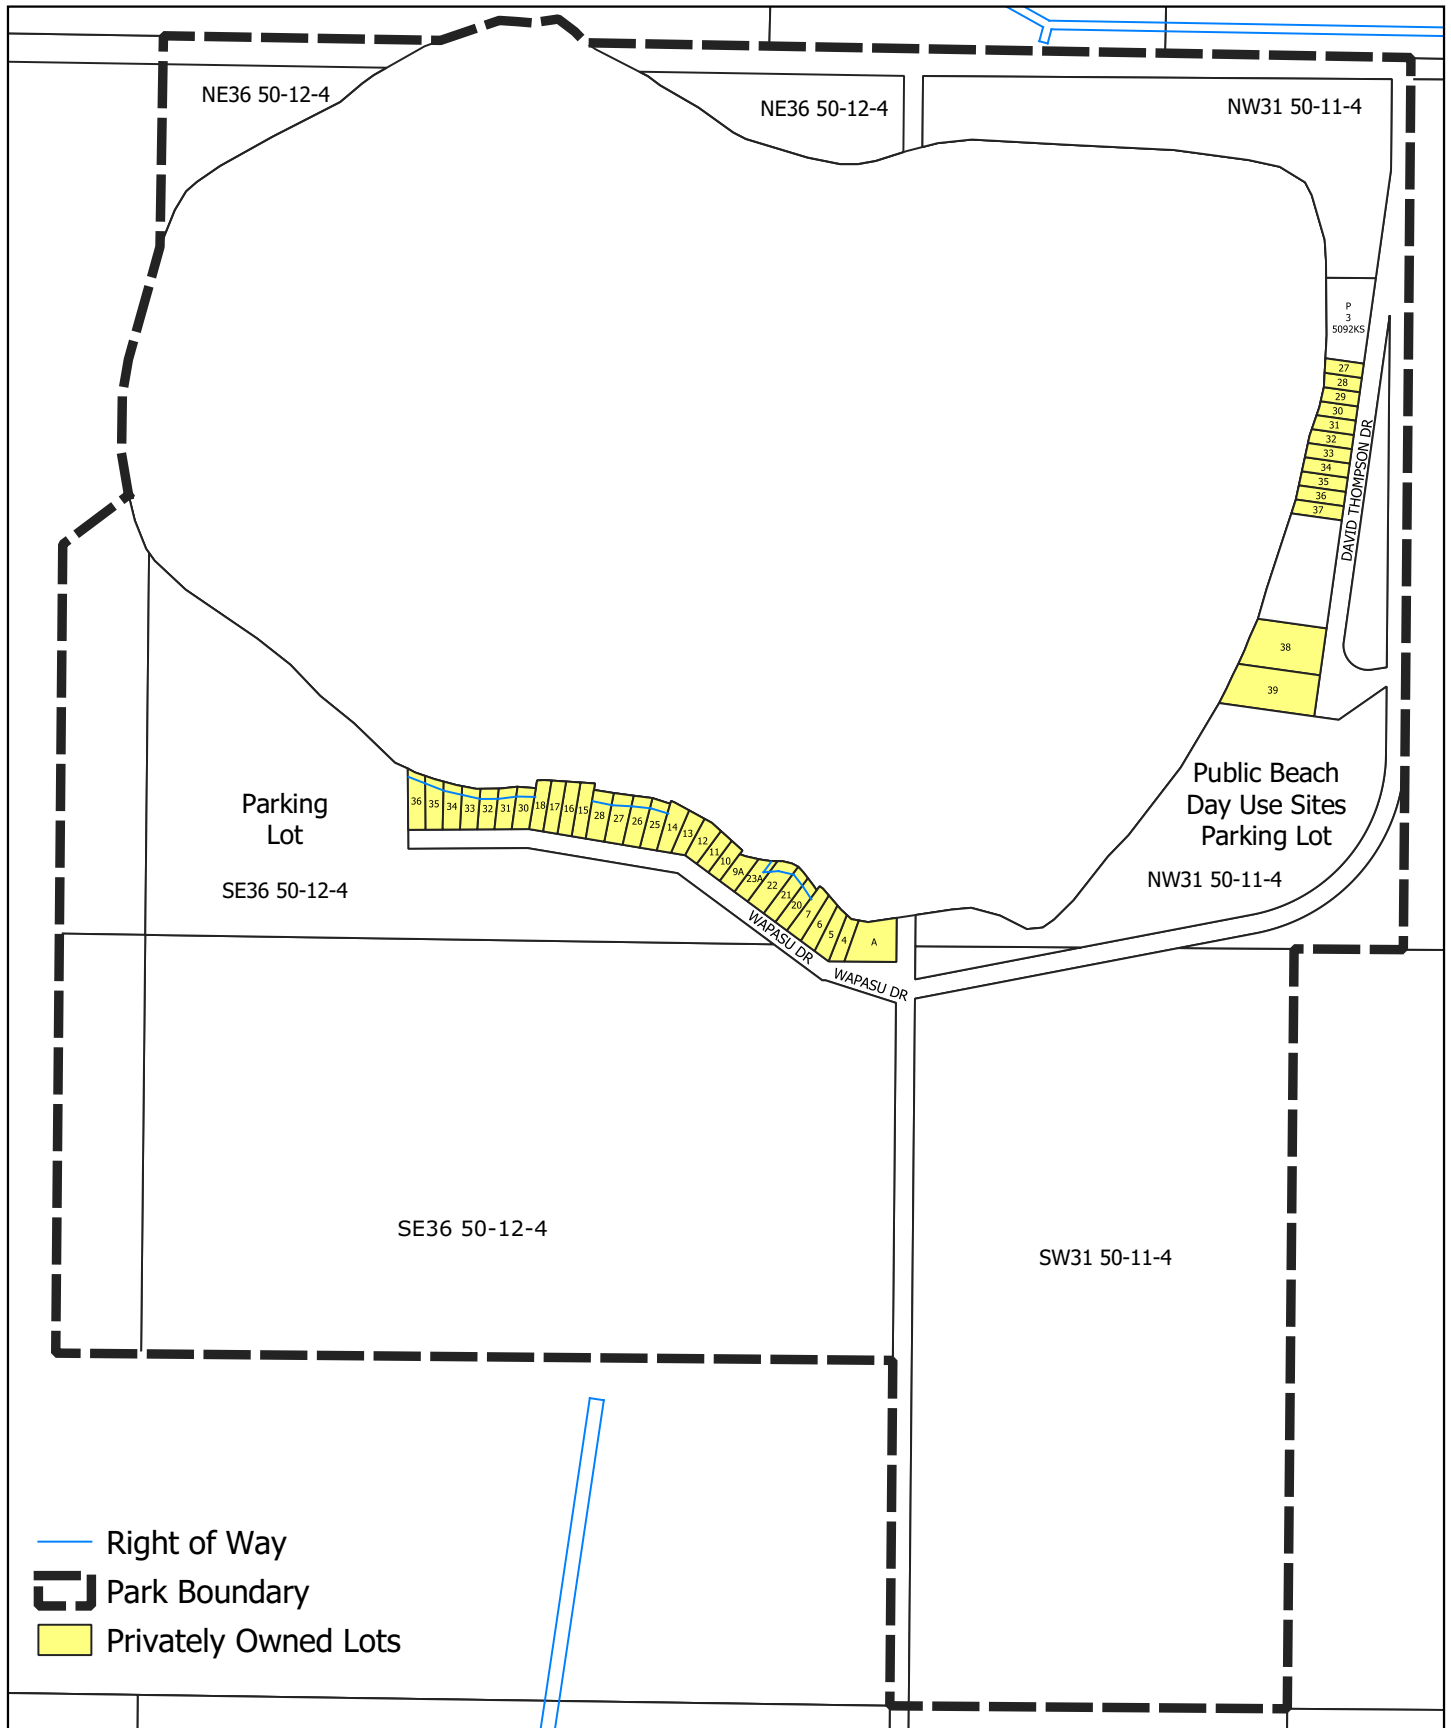 NE36 50-12-4
NE36 50-12-4
NW31 50-11-4
P
3
5092KS
27
28
29
30
31
32
33
34
35
36
37
DAVID THOMPSON DR
38
39
Public Beach
Day Use Sites
Parking Lot
NW31 50-11-4
Parking
Lot
SE36 50-12-4
36
35
34
33
32
31
30
18
17
16
15
28
27
26
25
14
13
12
11
10
9A
23A
22
21
20
7
6
5
4
A
WAPASU DR
WAPASU DR
SE36 50-12-4
SW31 50-11-4
Right of Way
Park Boundary
Privately Owned Lots